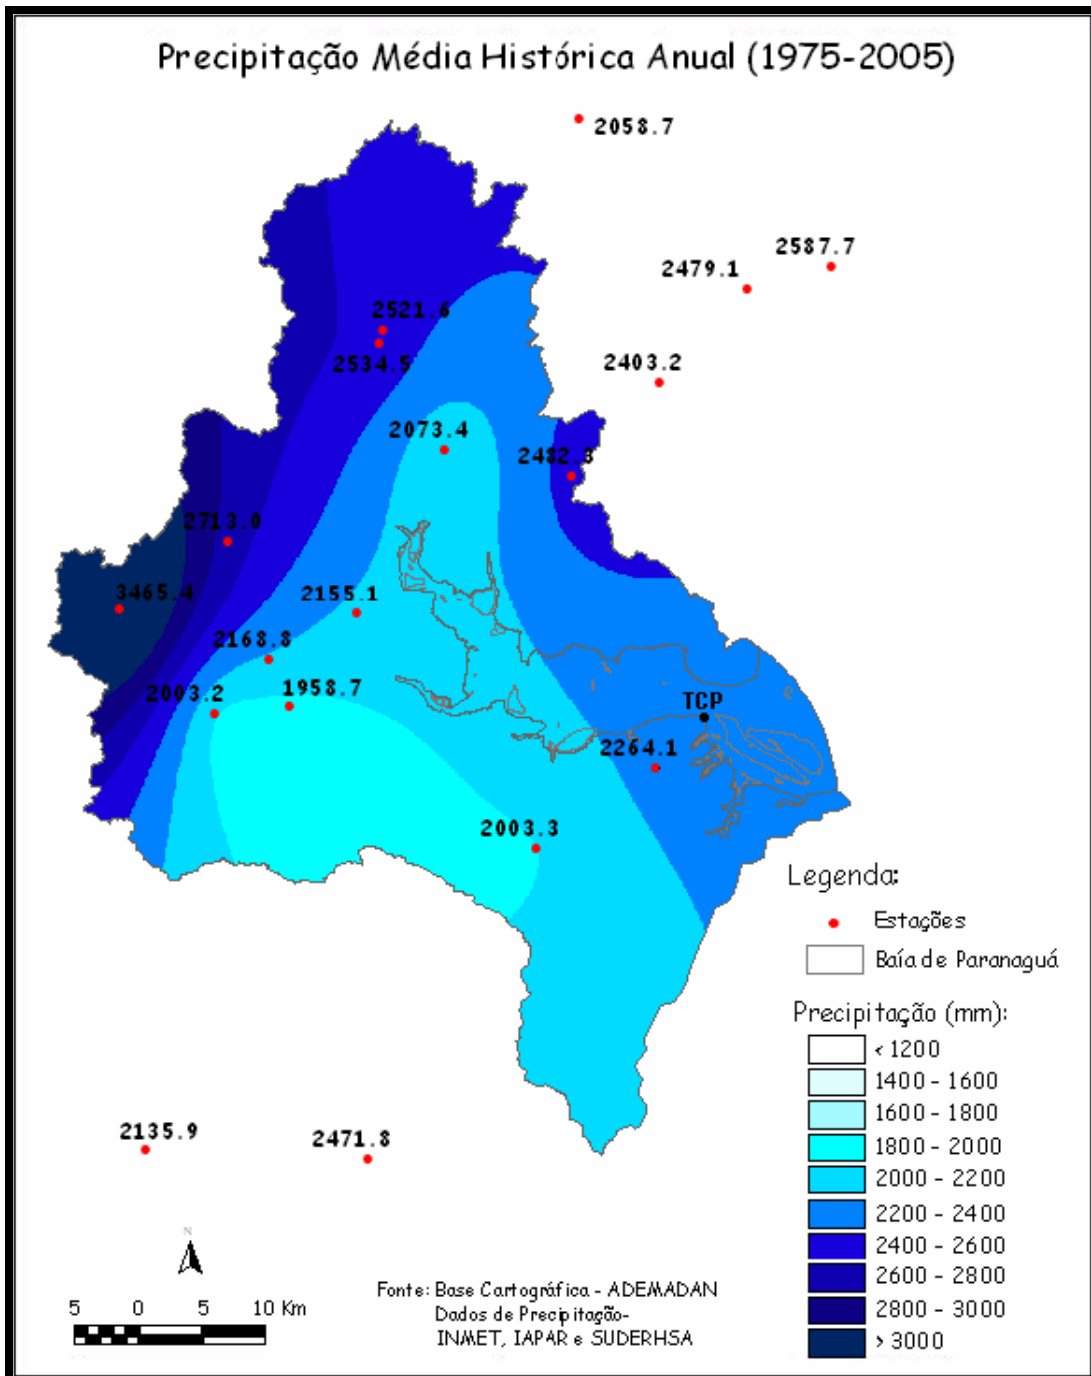 Precipitação Média Histórica Anual (1975-2005)
2058.7
2587.7
2479.1
2521.6
2534.5
2403.2
2073.4
2482.3
2713.0
3465.4
2155.1
2168.8
2003.2
1958.7
TCP
2264.1
2003.3
Legenda:
Estações
Baía de Paranaguá
Precipitação (mm):
< 1200
1400 - 1600
1600 - 1800
1800 - 2000
2000 - 2200
2200 - 2400
2400 - 2600
2600 - 2800
2800 - 3000
> 3000
2135.9
2471.8
N
5 0 5 10 Km
Fonte: Base Cartográfica - ADEMADAN
Dados de Precipitação-
INMET, IAPAR e SUDERHSA